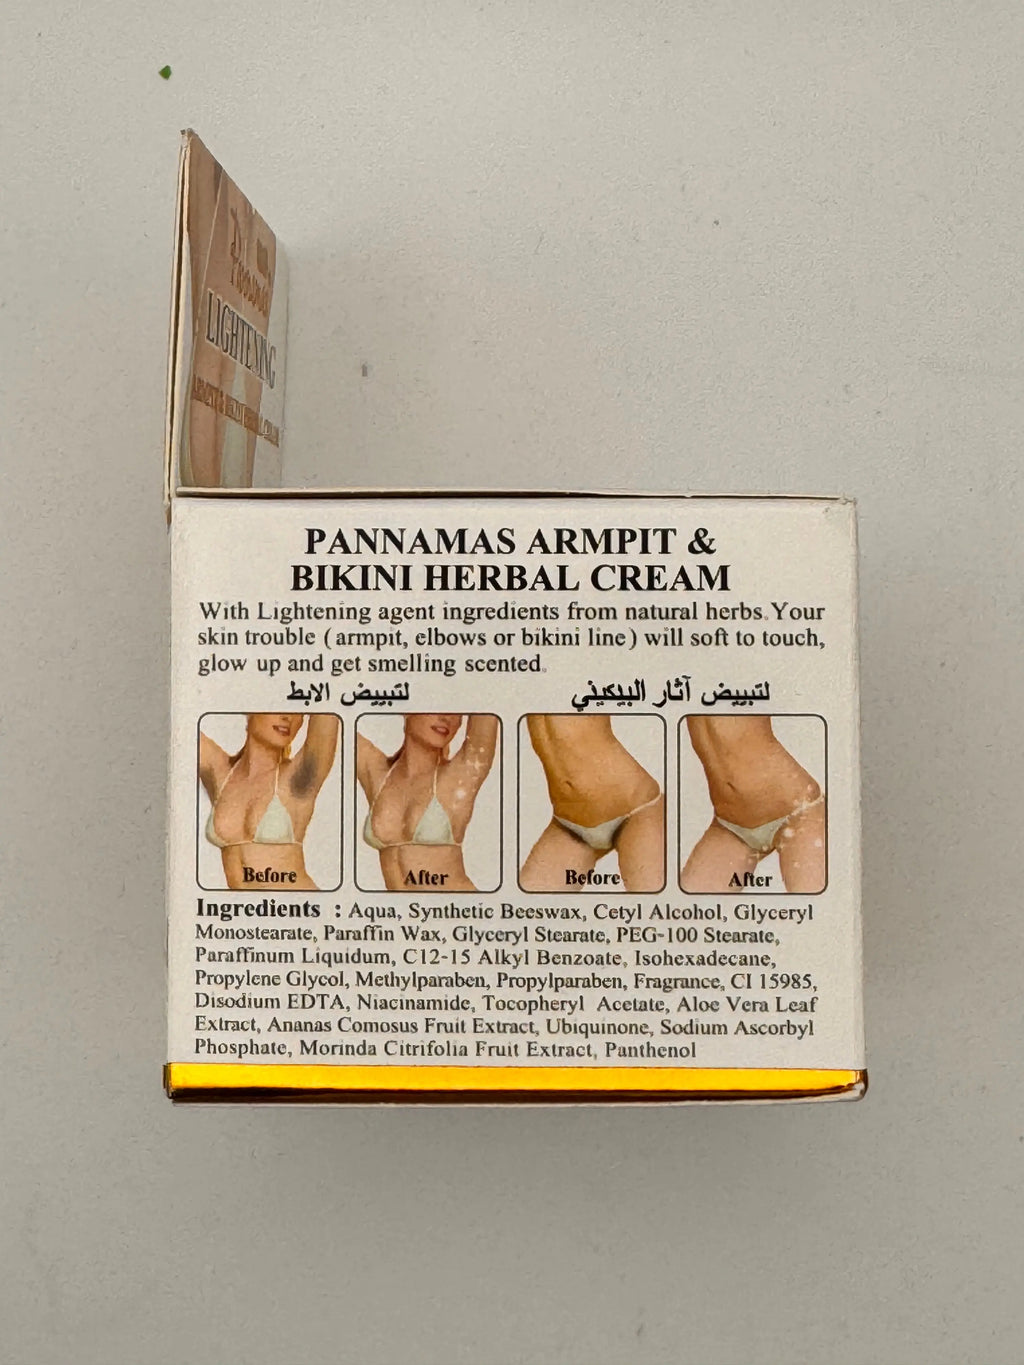 LIGHTENING
PANNAMAS ARMPIT &
BIKINI HERBAL CREAM
With Lightening agent ingredients from natural herbs.Your
skin trouble (armpit, elbows or bikini line) will soft to touch,
glow up and get smelling scented.
لتبييض الابط
لتبييض آثار البيكيني
Before
After
Before
After
Ingredients : Aqua, Synthetic Beeswax, Cetyl Alcohol, Glyceryl
Monostearate, Paraffin Wax, Glyceryl Stearate, PEG-100 Stearate,
Paraffinum Liquidum, C12-15 Alkyl Benzoate, Isohexadecane,
Propylene Glycol, Methylparaben, Propylparaben, Fragrance, CI 15985,
Disodium EDTA, Niacinamide, Tocopheryl Acetate, Aloe Vera Leaf
Extract, Ananas Comosus Fruit Extract, Ubiquinone, Sodium Ascorbyl
Phosphate, Morinda Citrifolia Fruit Extract, Panthenol